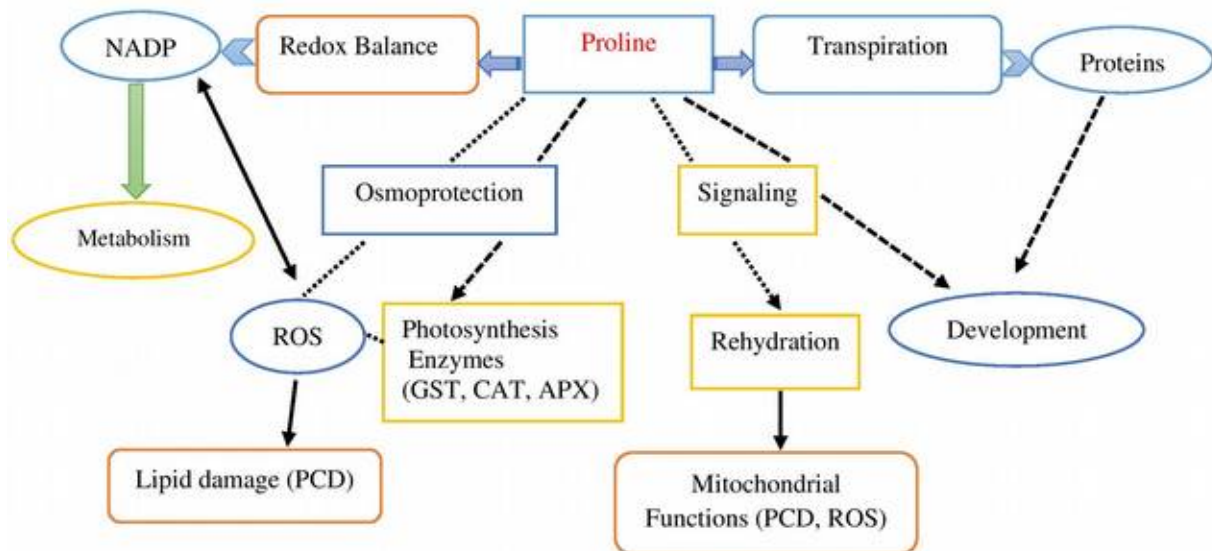 NADP
Redox Balance
Proline
Transpiration
Proteins
Osmoprotection
Signaling
Metabolism
ROS
Photosynthesis
Enzymes
(GST, CAT, APX)
Rehydration
Development
Lipid damage (PCD)
Mitochondrial
Functions (PCD, ROS)